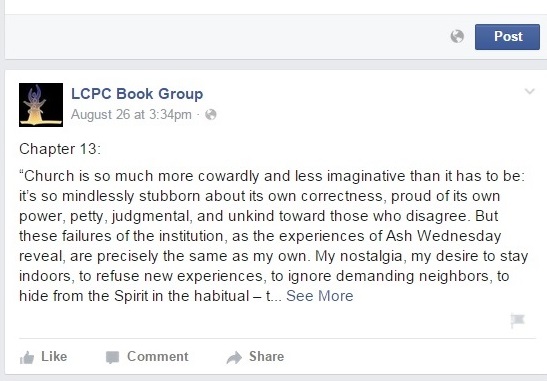 Post
LCPC Book Group
August 26 at 3:34pm ·
Chapter 13:
“Church is so much more cowardly and less imaginative than it has to be:
it’s so mindlessly stubborn about its own correctness, proud of its own
power, petty, judgmental, and unkind toward those who disagree. But
these failures of the institution, as the experiences of Ash Wednesday
reveal, are precisely the same as my own. My nostalgia, my desire to stay
indoors, to refuse new experiences, to ignore demanding neighbors, to
hide from the Spirit in the habitual – t... See More
Like Comment Share